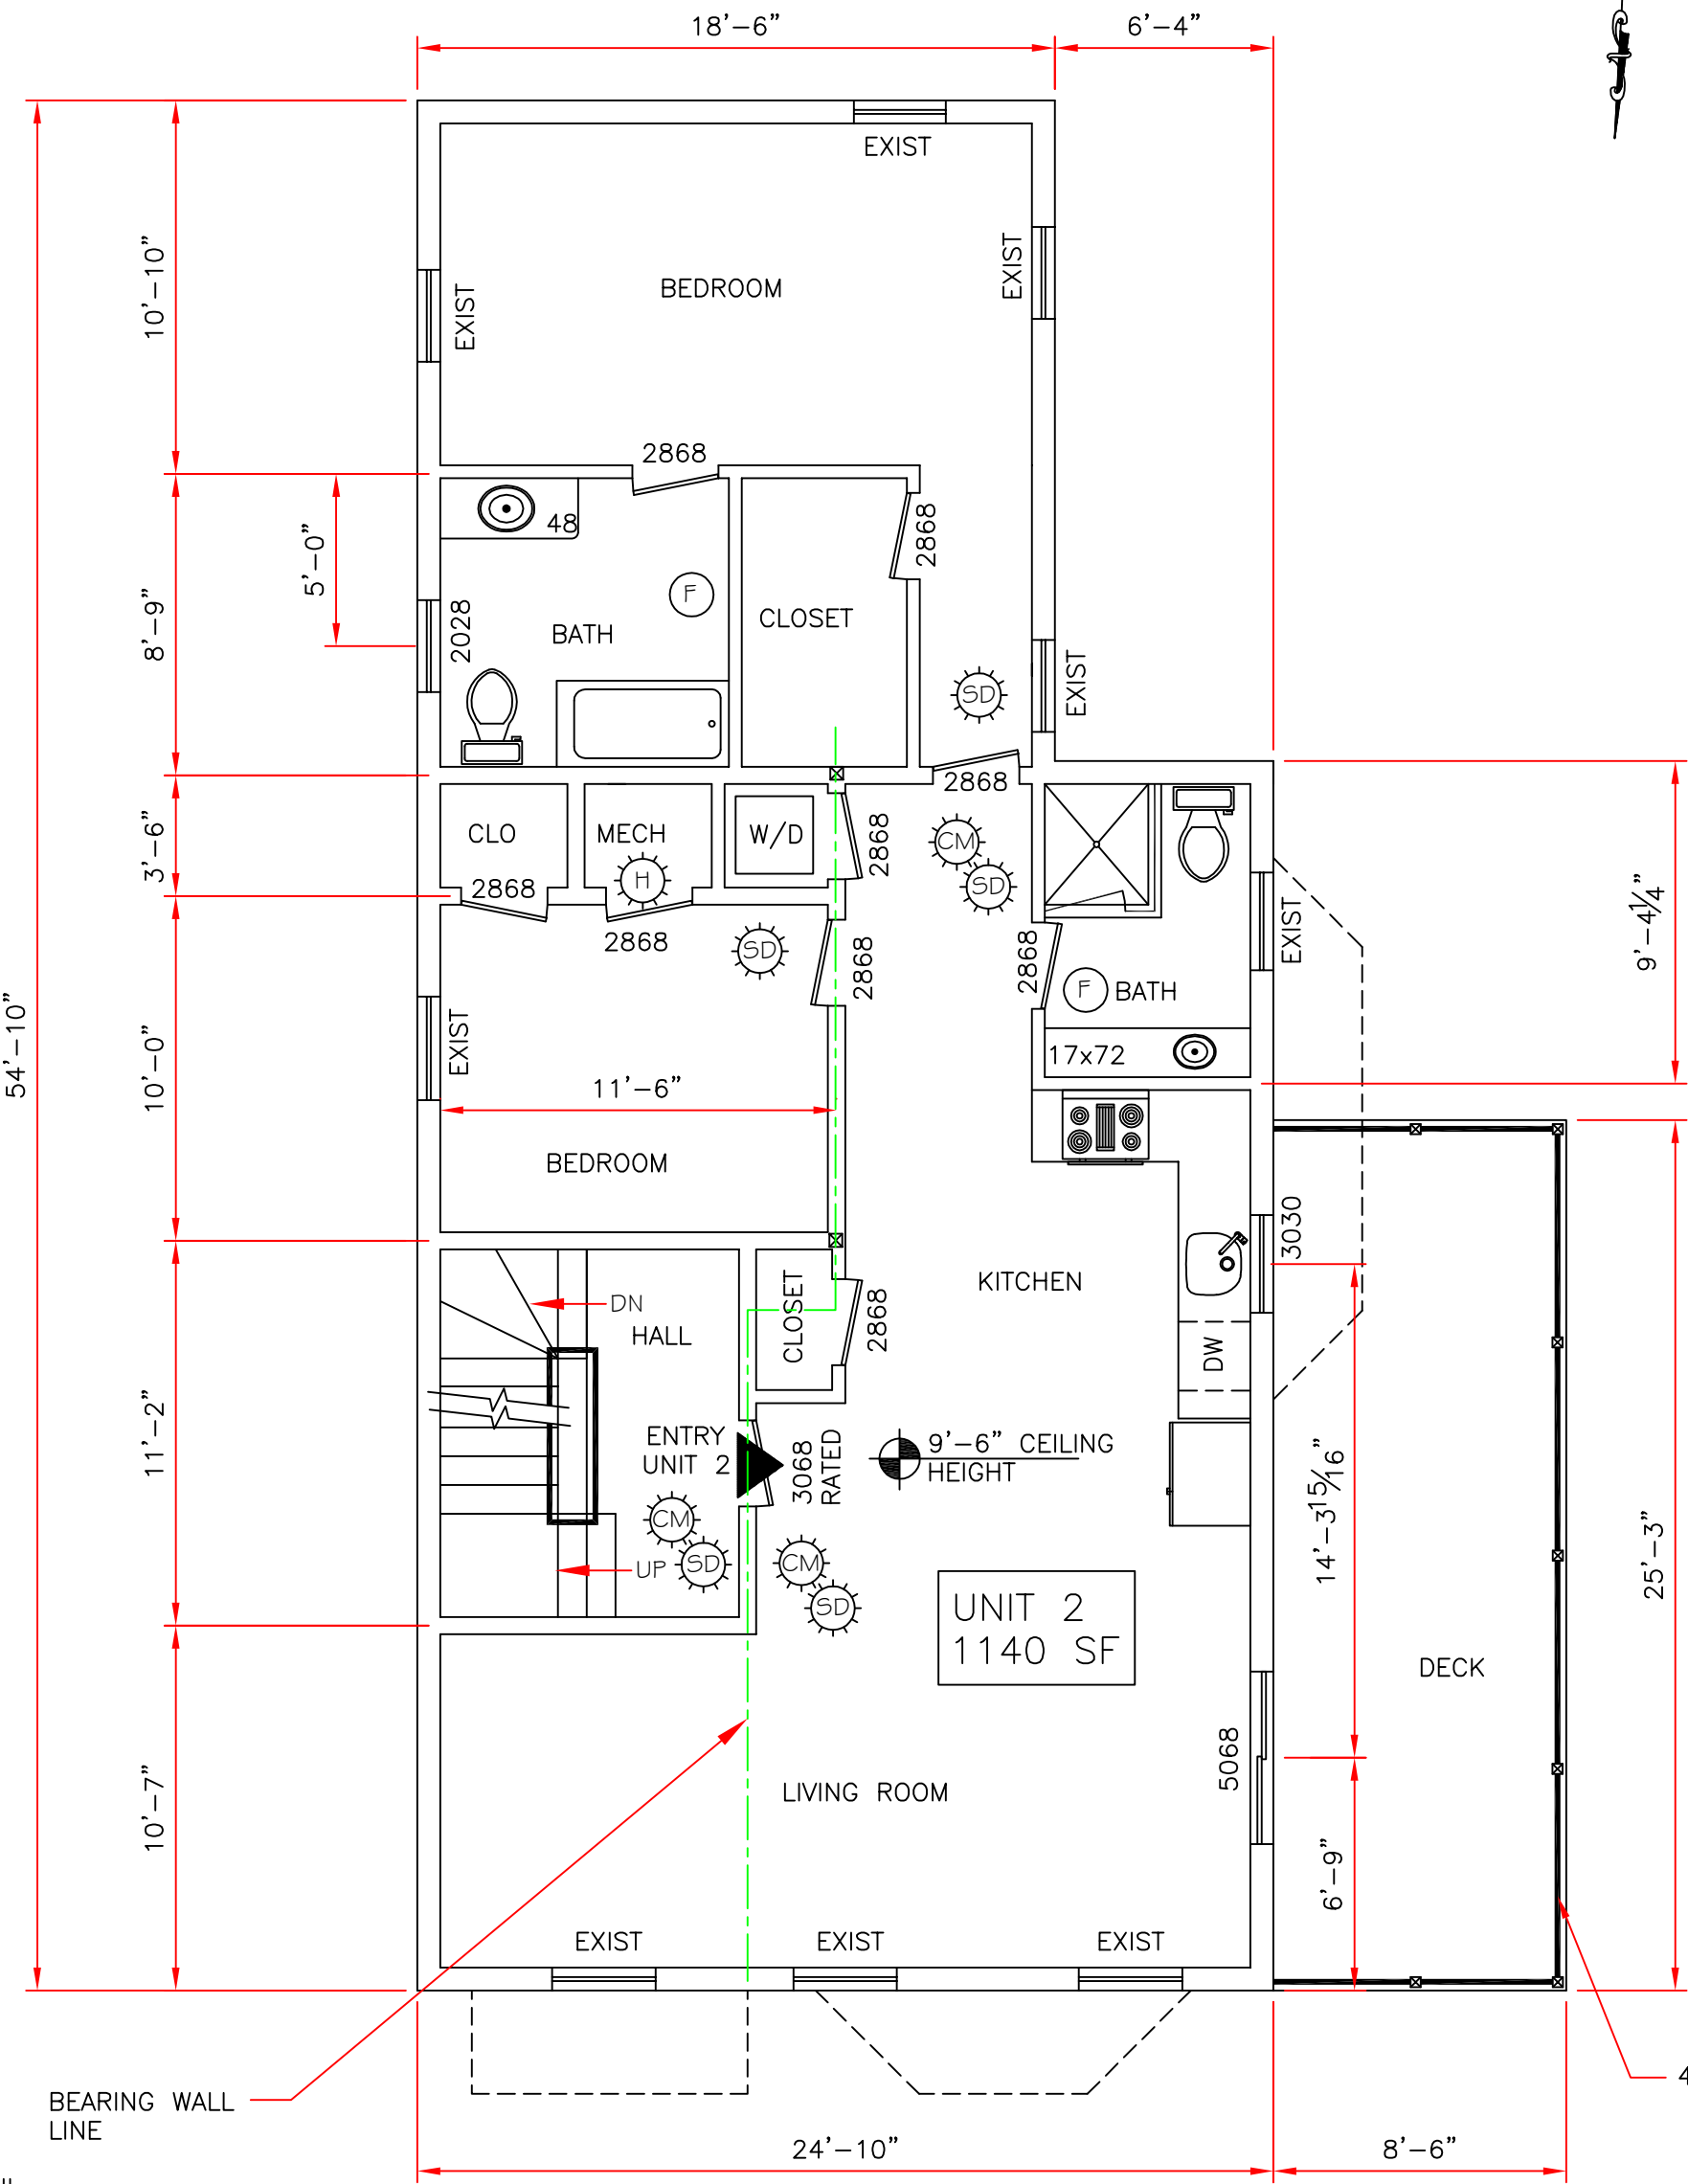 18'-6"
6'-4"
EXIST
10'-10"
EXIST
EXIST
BEDROOM
2868
48
2868
5'-0"
F
8'-9"
2028
BATH
CLOSET
EXIST
SD
2868
3'-6"
CLO
MECH
W/D
2868
CM
H
SD
2868
2868
9'-4 1/4"
EXIST
SD
2868
2868
F BATH
54'-10"
10'-0"
EXIST
17x72
11'-6"
BEDROOM
3030
KITCHEN
DN
HALL
CLOSET
2868
DW
11'-2"
ENTRY
UNIT 2
3068
RATED
9'-6" CEILING
HEIGHT
14'-3 15/16"
25'-3"
CM
SD
UP
CM
SD
UNIT 2
1140 SF
DECK
5068
10'-7"
LIVING ROOM
6'-9"
EXIST
EXIST
EXIST
4
BEARING WALL
LINE
24'-10"
8'-6"